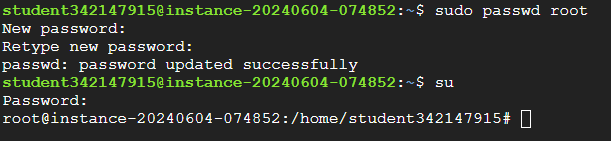 student342147915@instance-20240604-074852:~$ sudo passwd root
New password:
Retype new password:
passwd: password updated successfully
student342147915@instance-20240604-074852:~$ su
Password:
root@instance-20240604-074852:/home/student342147915#